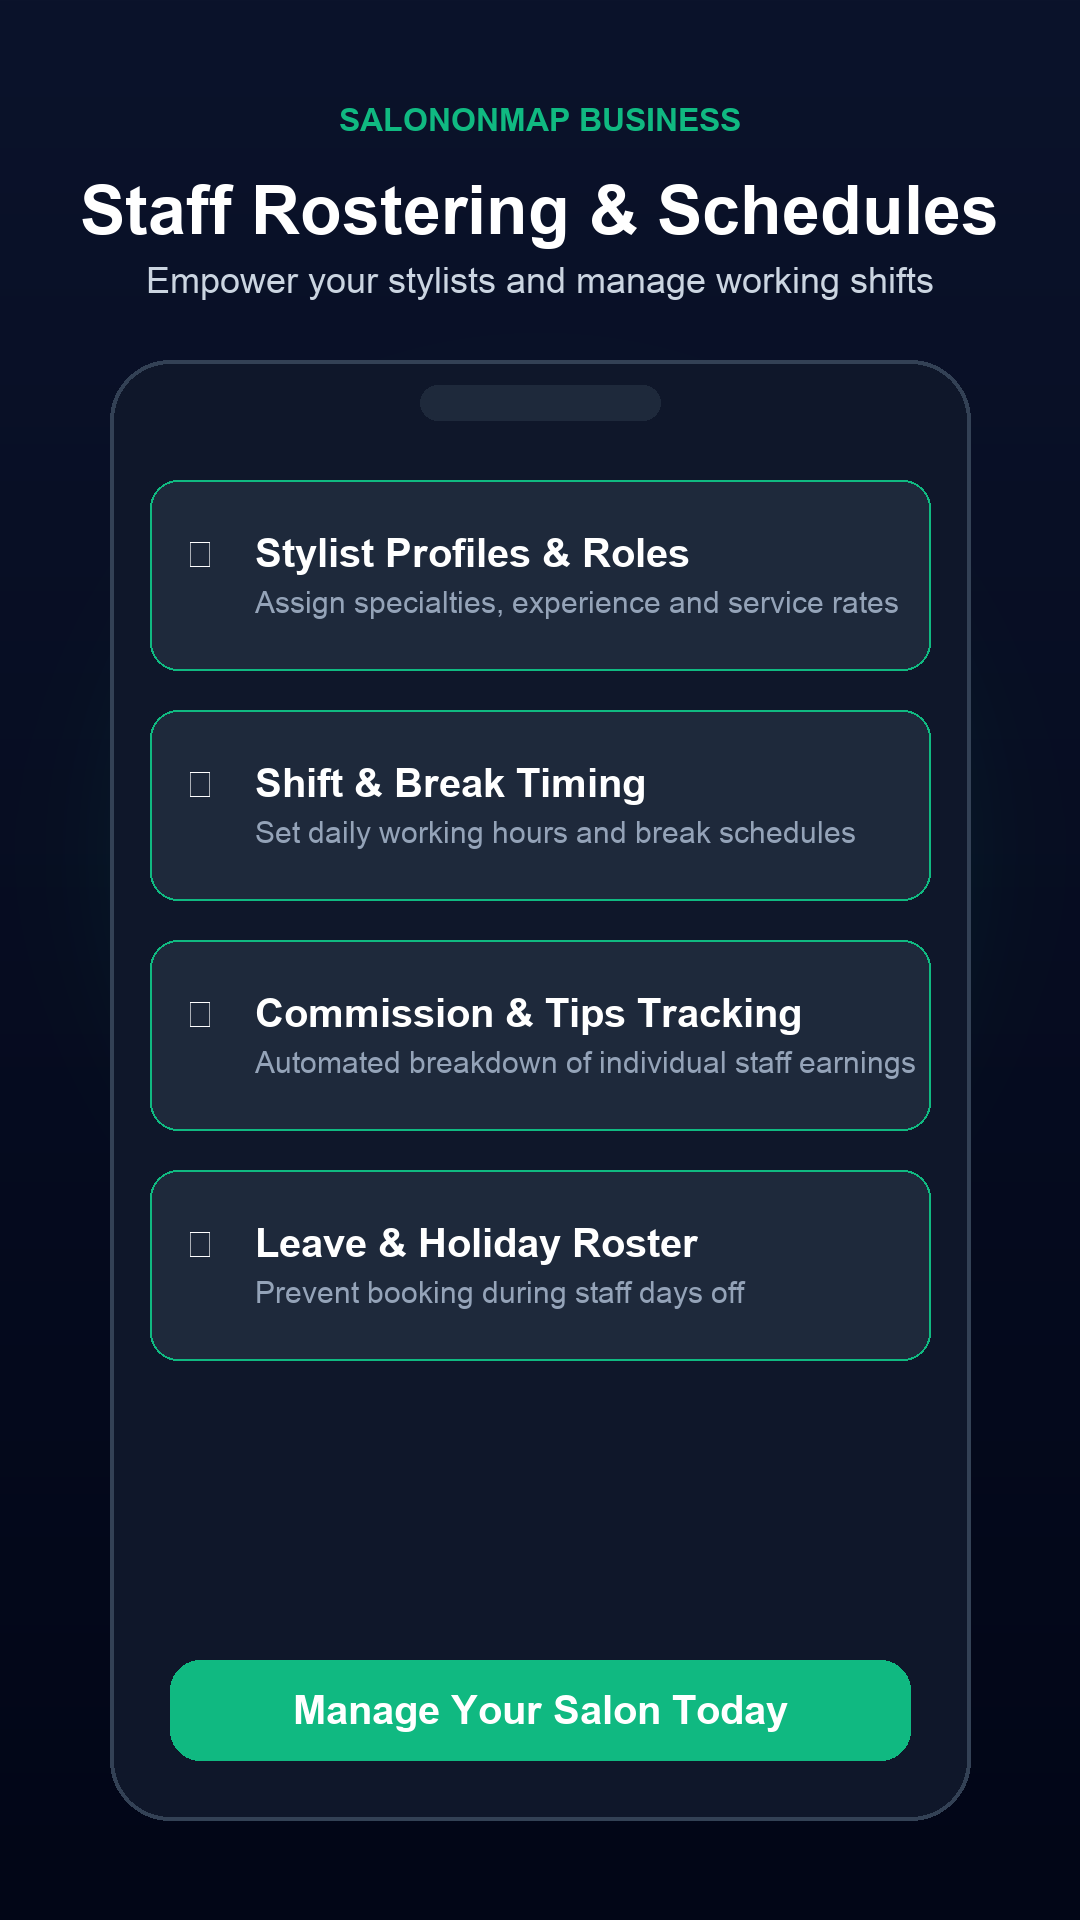 SALONONMAP BUSINESS
Staff Rostering & Schedules
Empower your stylists and manage working shifts
Stylist Profiles & Roles
Assign specialties, experience and service rates
Shift & Break Timing
Set daily working hours and break schedules
Commission & Tips Tracking
Automated breakdown of individual staff earnings
Leave & Holiday Roster
Prevent booking during staff days off
Manage Your Salon Today